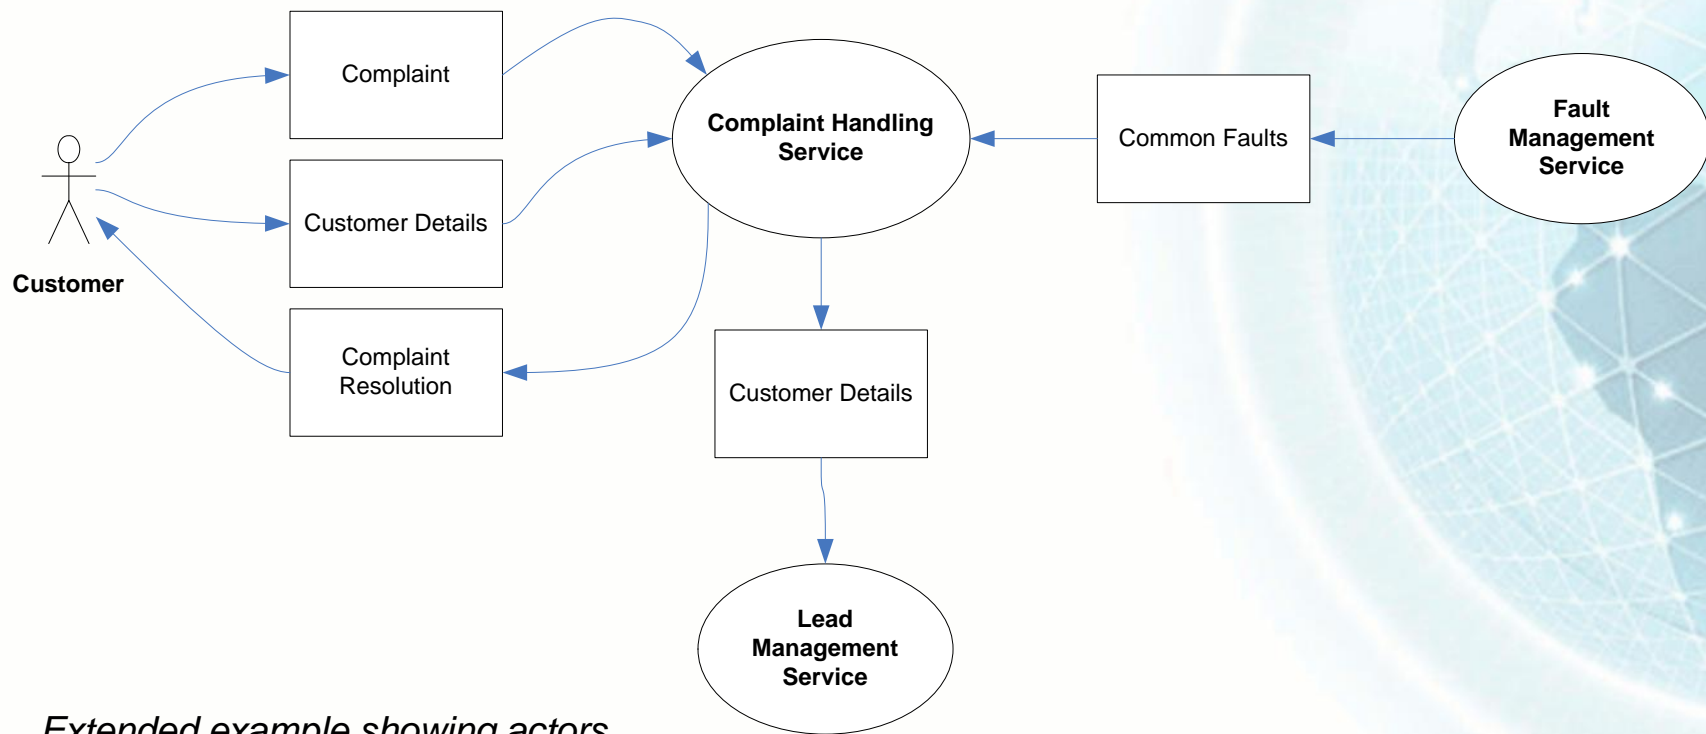 Complaint
Complaint Handling
Service
Common Faults
Fault
Management
Service
Customer Details
Customer
Complaint
Resolution
Customer Details
Lead
Management
Service
Extended example showing actors